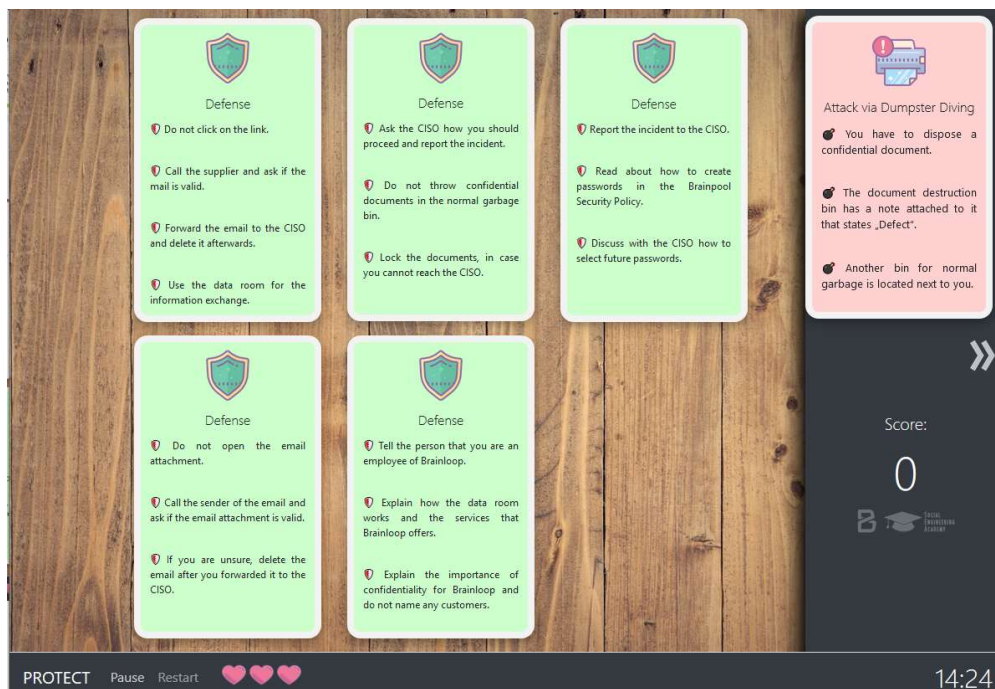 Defense
Do not click on the link.
Call the supplier and ask if the
mail is valid.
Forward the email to the CISO
and delete it afterwards.
Use the data room for the
information exchange.
Defense
Ask the CISO how you should
proceed and report the incident.
Do not throw confidential
documents in the normal garbage
bin.
Lock the documents, in case
you cannot reach the CISO.
Defense
Report the incident to the CISO.
Read about how to create
passwords in the Brainpool
Security Policy.
Discuss with the CISO how to
select future passwords.
Attack via Dumpster Diving
You have to dispose a
confidential document.
The document destruction
bin has a note attached to it
that states „Defect".
Another bin for normal
garbage is located next to you.
Defense
Do not open the email
attachment.
Call the sender of the email and
ask if the email attachment is valid.
If you are unsure, delete the
email after you forwarded it to the
CISO.
Defense
Tell the person that you are an
employee of Brainloop.
Explain how the data room
works and the services that
Brainloop offers.
Explain the importance of
confidentiality for Brainloop and
do not name any customers.
Score:
0
Social
Engineering
Academy
PROTECT Pause Restart
14:24